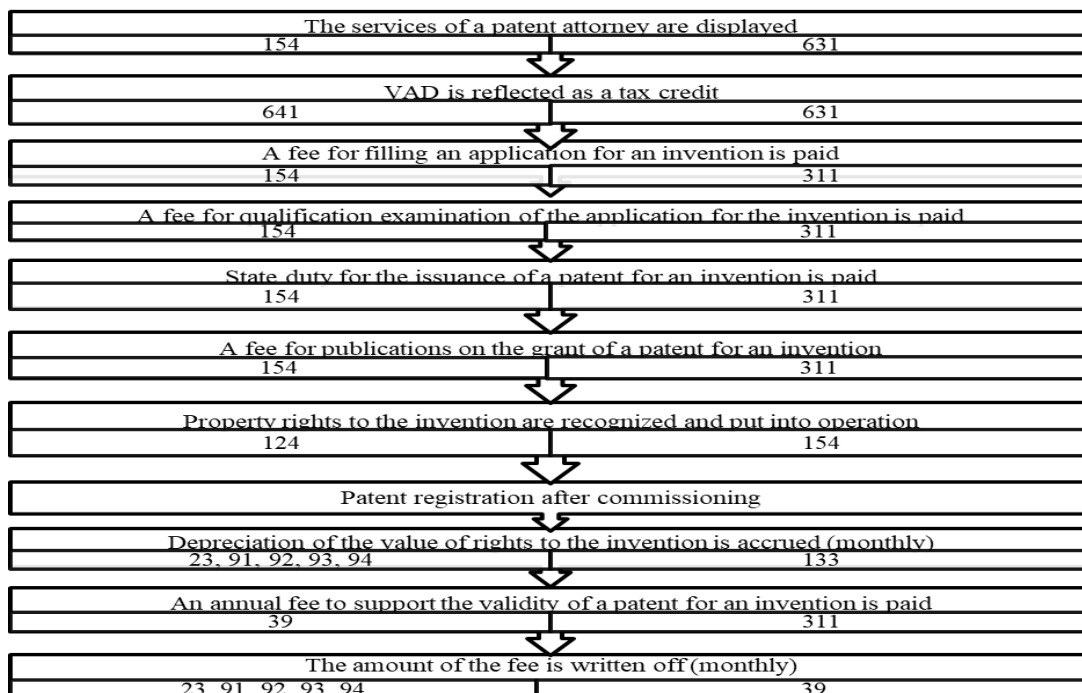 The services of a patent attorney are displayed
154 631
VAD is reflected as a tax credit
641 631
A fee for filling an application for an invention is paid
154 311
A fee for qualification examination of the application for the invention is paid
154 311
State duty for the issuance of a patent for an invention is paid
154 311
A fee for publications on the grant of a patent for an invention
154 311
Property rights to the invention are recognized and put into operation
124 154
Patent registration after commissioning
Depreciation of the value of rights to the invention is accrued (monthly)
23, 91, 92, 93, 94 133
An annual fee to support the validity of a patent for an invention is paid
39 311
The amount of the fee is written off (monthly)
23, 91, 92, 93, 94 39